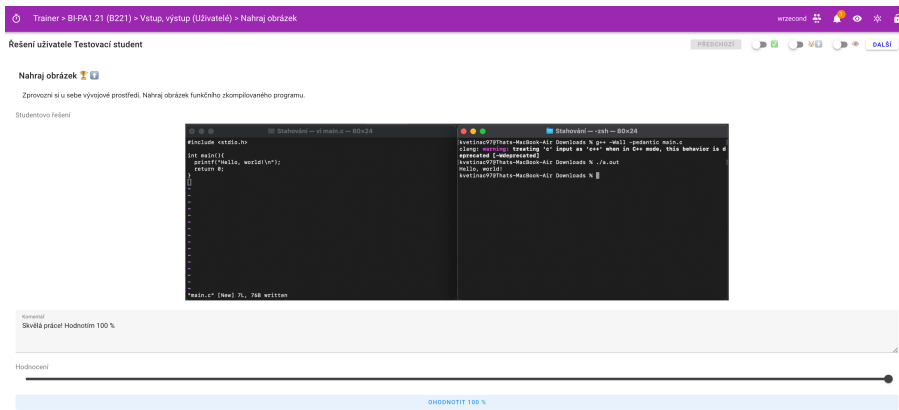 Trainer > BI-PA1.21 (B221) > Vstup, výstup (Uživatelé) > Nahraj obrázek
wrzecond
Řešení uživatele Testovací student
PŘEDCHOZÍ
DALŠÍ
Nahraj obrázek
Zprovozni si u sebe vývojové prostředí. Nahraj obrázek funkčního zkompilovaného programu.
Studentovo řešení
Stahování — vi main.c — 80×24
#include <stdio.h>
int main(){
printf("Hello, world!\n");
return 0;
}
~
~
~
~
~
~
~
~
~
~
~
~
~
"main.c" [New] 7L, 76B written
Stahování — -zsh — 80×24
kvetinac97@Thats-MacBook-Air Downloads % g++ -Wall -pedantic main.c
clang: warning: treating 'c' input as 'c++' when in C++ mode, this behavior is d
eprecated [-Wdeprecated]
kvetinac97@Thats-MacBook-Air Downloads % ./a.out
Hello, world!
kvetinac97@Thats-MacBook-Air Downloads %
Komentář
Skvělá práce! Hodnotím 100 %
Hodnocení
OHODNOTIT 100 %